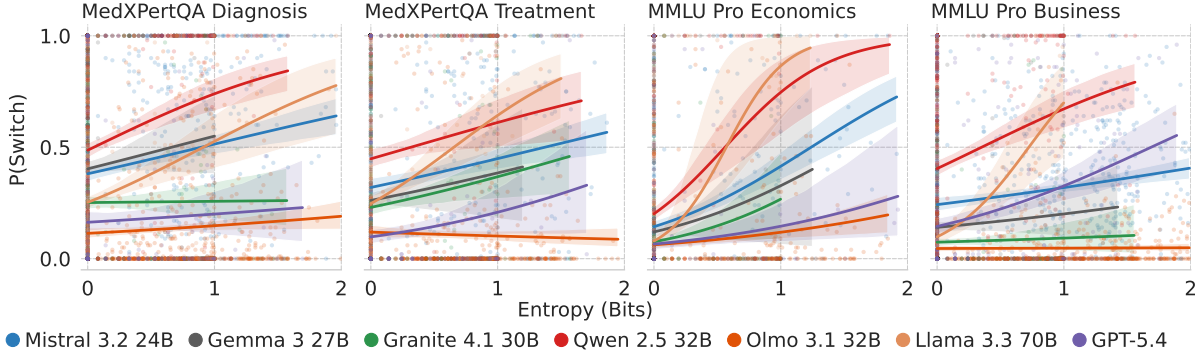 MedXPertQA Diagnosis
MedXPertQA Treatment
MMLU Pro Economics
MMLU Pro Business
P(Switch)
1.0
0.5
0.0
0 1 2
0 1 2
0 1 2
0 1 2
Entropy (Bits)
Mistral 3.2 24B Gemma 3 27B Granite 4.1 30B Qwen 2.5 32B Olmo 3.1 32B Llama 3.3 70B GPT-5.4